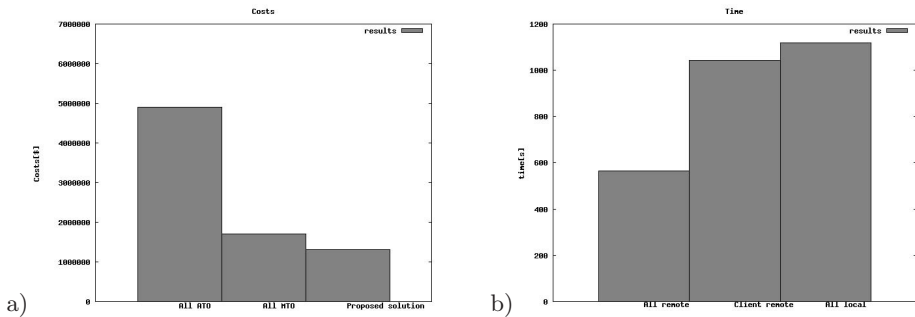 Costs
7000000
results
6000000
5000000
4000000
Costs[$]
3000000
2000000
1000000
0
All ATO
All MTO
Proposed solution
a)
Time
1200
results
1000
800
time[s]
600
400
200
0
All remote
Client remote
All local
b)